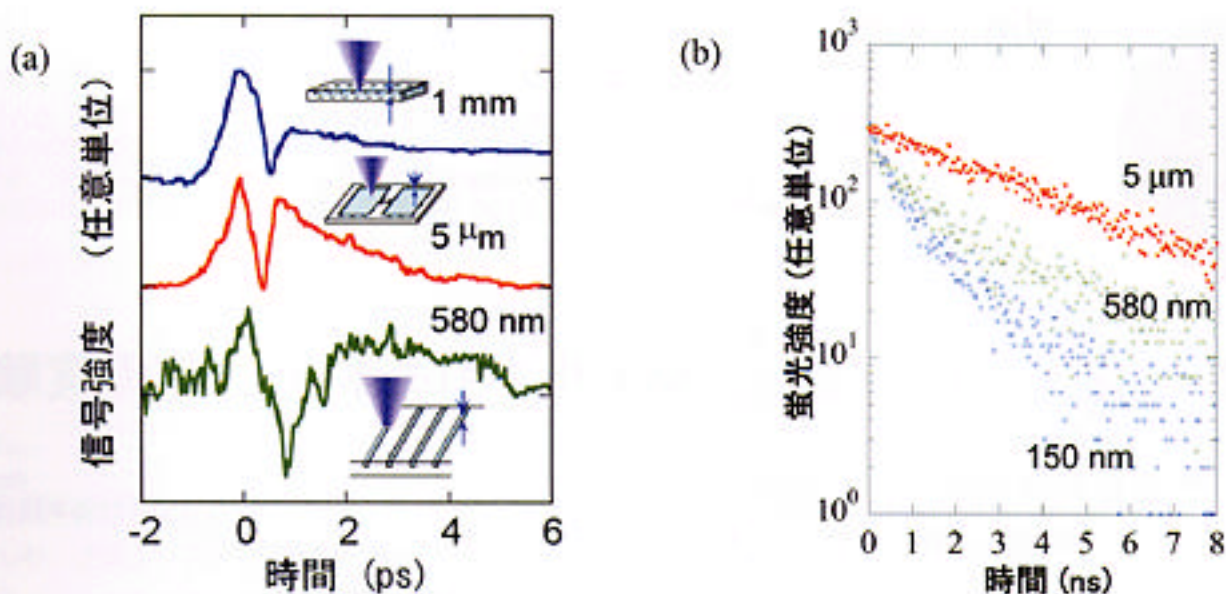 (a)
信号強度 (任意単位)
1 mm
5 μm
580 nm
-2 0 2 4 6
時間 (ps)
(b)
蛍光強度 (任意単位)
10³
10²
10¹
10⁰
5 μm
580 nm
150 nm
0 1 2 3 4 5 6 7 8
時間 (ns)